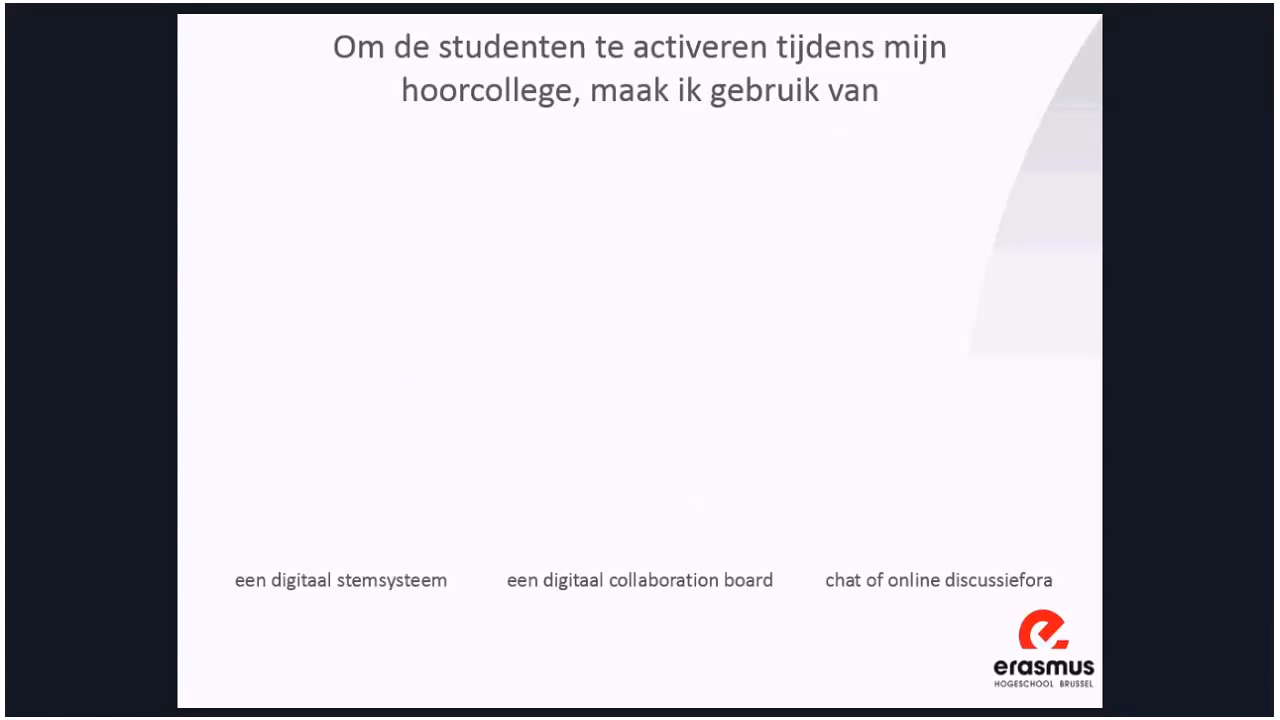 Om de studenten te activeren tijdens mijn
hoorcollege, maak ik gebruik van
een digitaal stemsysteem
een digitaal collaboration board
chat of online discussiefora
erasmus
HOGESCHOOL BRUSSEL